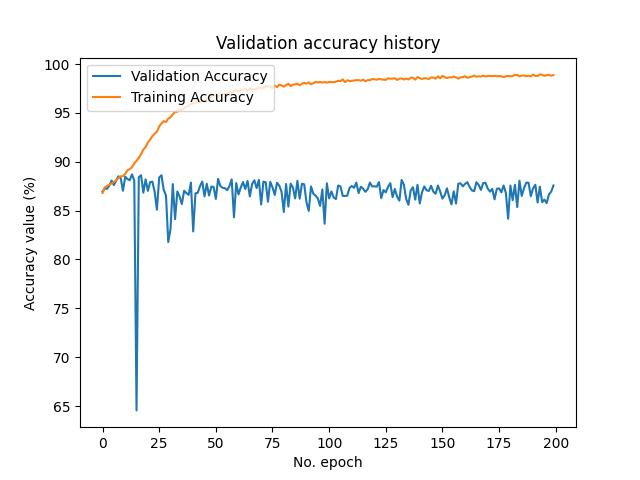 Validation accuracy history
Validation Accuracy
Training Accuracy
Accuracy value (%)
100
95
90
85
80
75
70
65
0 25 50 75 100 125 150 175 200
No. epoch